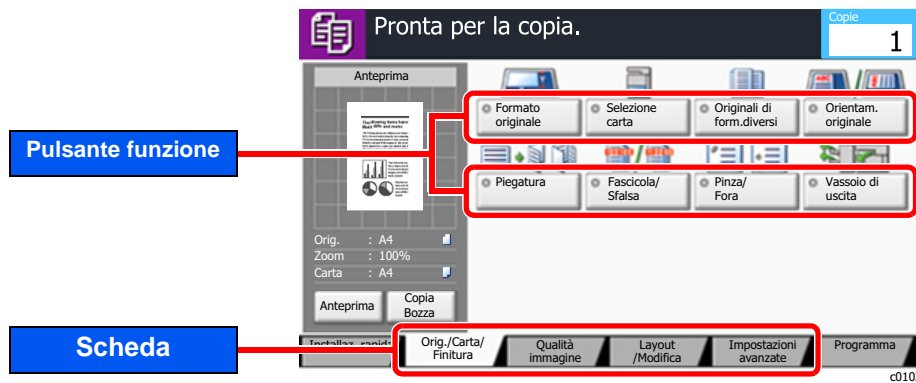 Pronta per la copia.
Copie
1
Anteprima
Formato
originale
Selezione
carta
Originali di
form.diversi
Orientam.
originale
Pulsante funzione
Piegatura
Fascicola/
Sfalsa
Pinza/
Fora
Vassoio di
uscita
Orig. : A4
Zoom : 100%
Carta : A4
Anteprima
Copia
Bozza
Scheda
Installaz. rapida
Orig./Carta/
Finitura
Qualità
immagine
Layout
/Modifica
Impostazioni
avanzate
Programma
c010